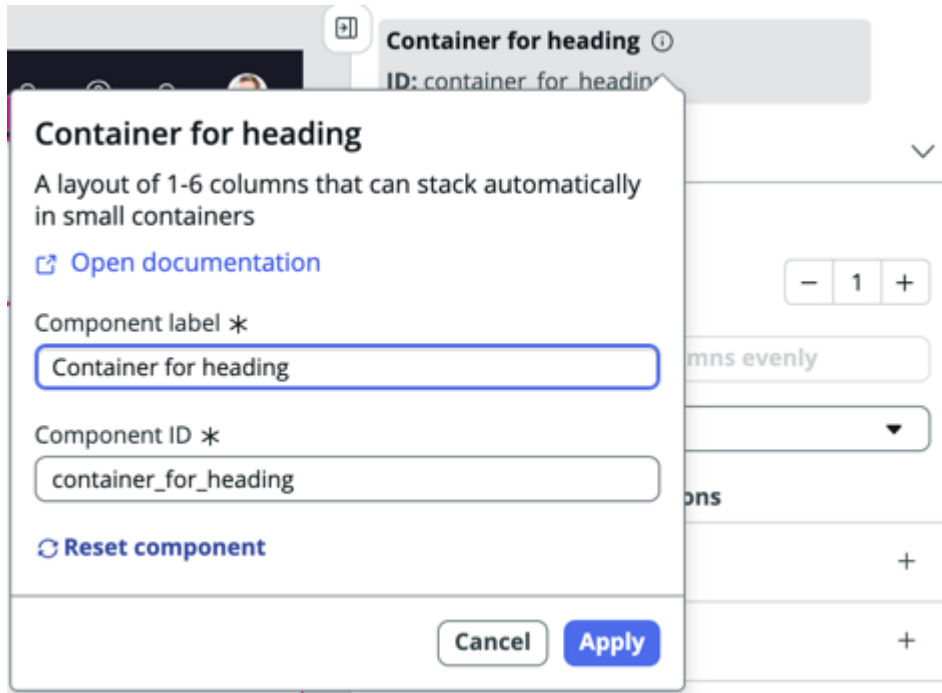 Container for heading
ID: container_for_heading
Container for heading
A layout of 1-6 columns that can stack automatically
in small containers
Open documentation
Component label *
Container for heading
Component ID *
container_for_heading
Reset component
Cancel Apply
− 1 +
mns evenly
ons
+
+